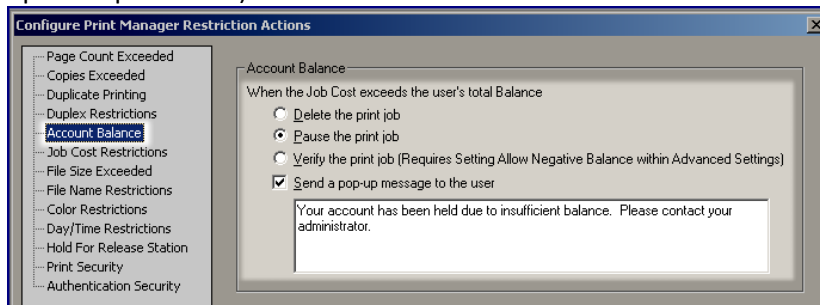 Configure Print Manager Restriction Actions
Page Count Exceeded
Copies Exceeded
Duplicate Printing
Duplex Restrictions
Account Balance
Job Cost Restrictions
File Size Exceeded
File Name Restrictions
Color Restrictions
Day/Time Restrictions
Hold For Release Station
Print Security
Authentication Security
Account Balance
When the Job Cost exceeds the user's total Balance
Delete the print job
Pause the print job
Verify the print job (Requires Setting Allow Negative Balance within Advanced Settings)
Send a pop-up message to the user
Your account has been held due to insufficient balance. Please contact your
administrator.